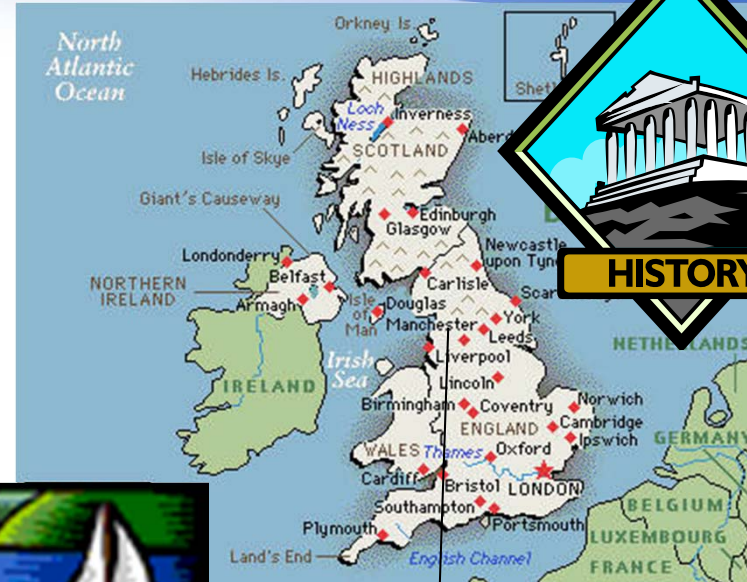 Orkney Is.
North
Atlantic
Ocean
Hebrides Is.
HIGHLANDS
Loch
Ness
Inverness
Isle of Skye
SCOTLAND
Giant's Causeway
Edinburgh
Glasgow
Newcastle
upon Tyne
Londonderry
Belfast
Carlisle
NORTHERN
IRELAND
Armagh
Isle
of
Man
Douglas
HISTORY
Manchester
York
Leeds
NETHERLANDS
Irish
Sea
Liverpool
IRELAND
Lincoln
Birmingham
Coventry
Norwich
ENGLAND
Cambridge
Ipswich
GERMANY
WALES
Thames
Oxford
Cardiff
Bristol
LONDON
Southampton
Portsmouth
BELGIUM
Plymouth
LUXEMBOURG
Land's End
English Channel
FRANCE